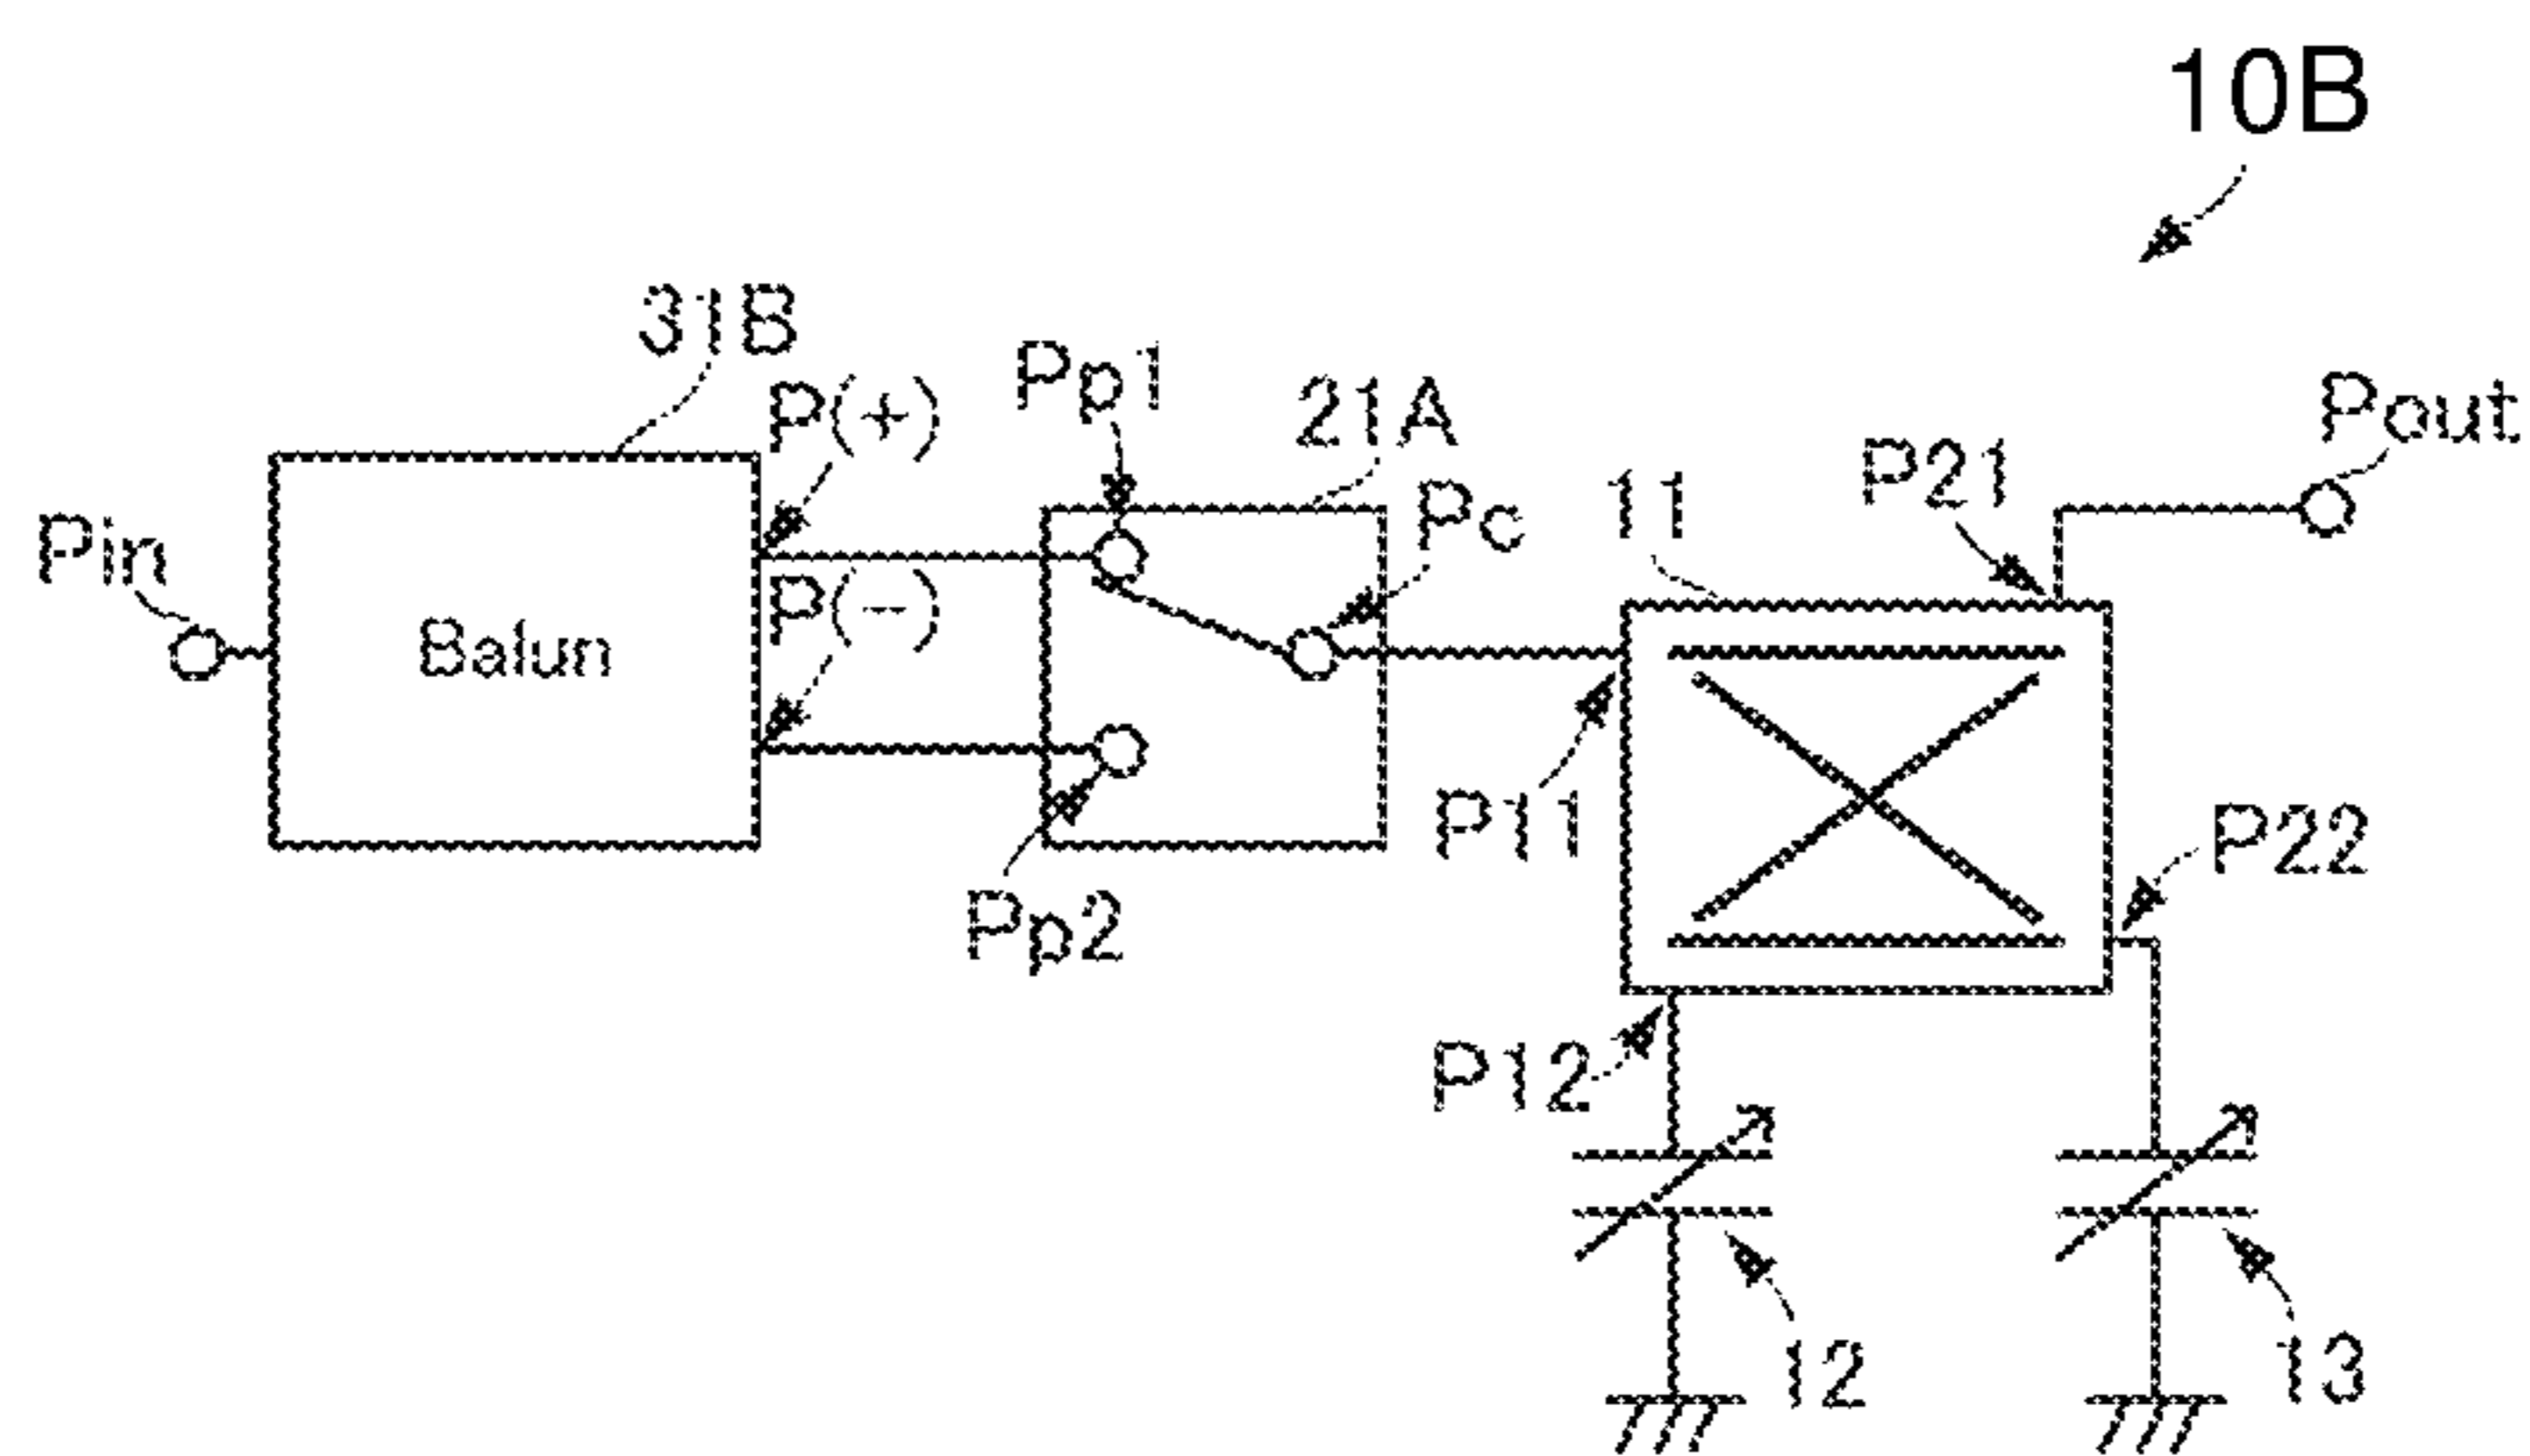 10B
31B
Pp1
P(+)
21A
Pout
P21
Pc
11
Pin
P(-)
Balun
P11
P22
Pp2
P12
12
13